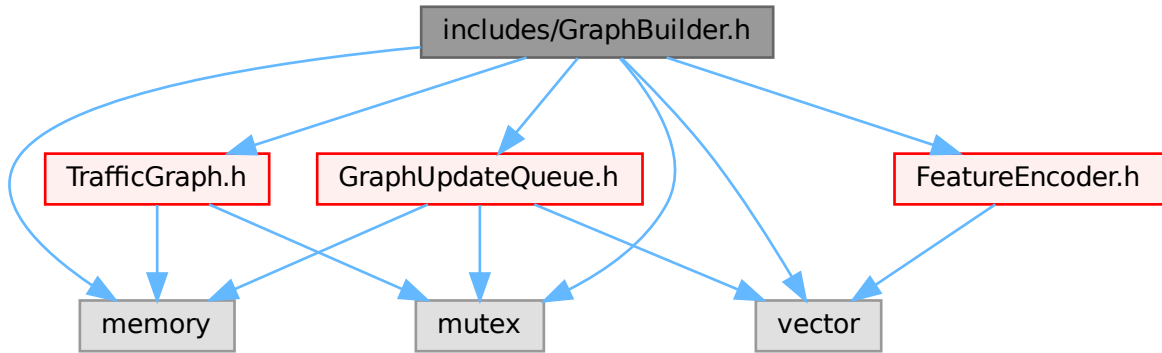 includes/GraphBuilder.h
TrafficGraph.h
GraphUpdateQueue.h
FeatureEncoder.h
memory
mutex
vector